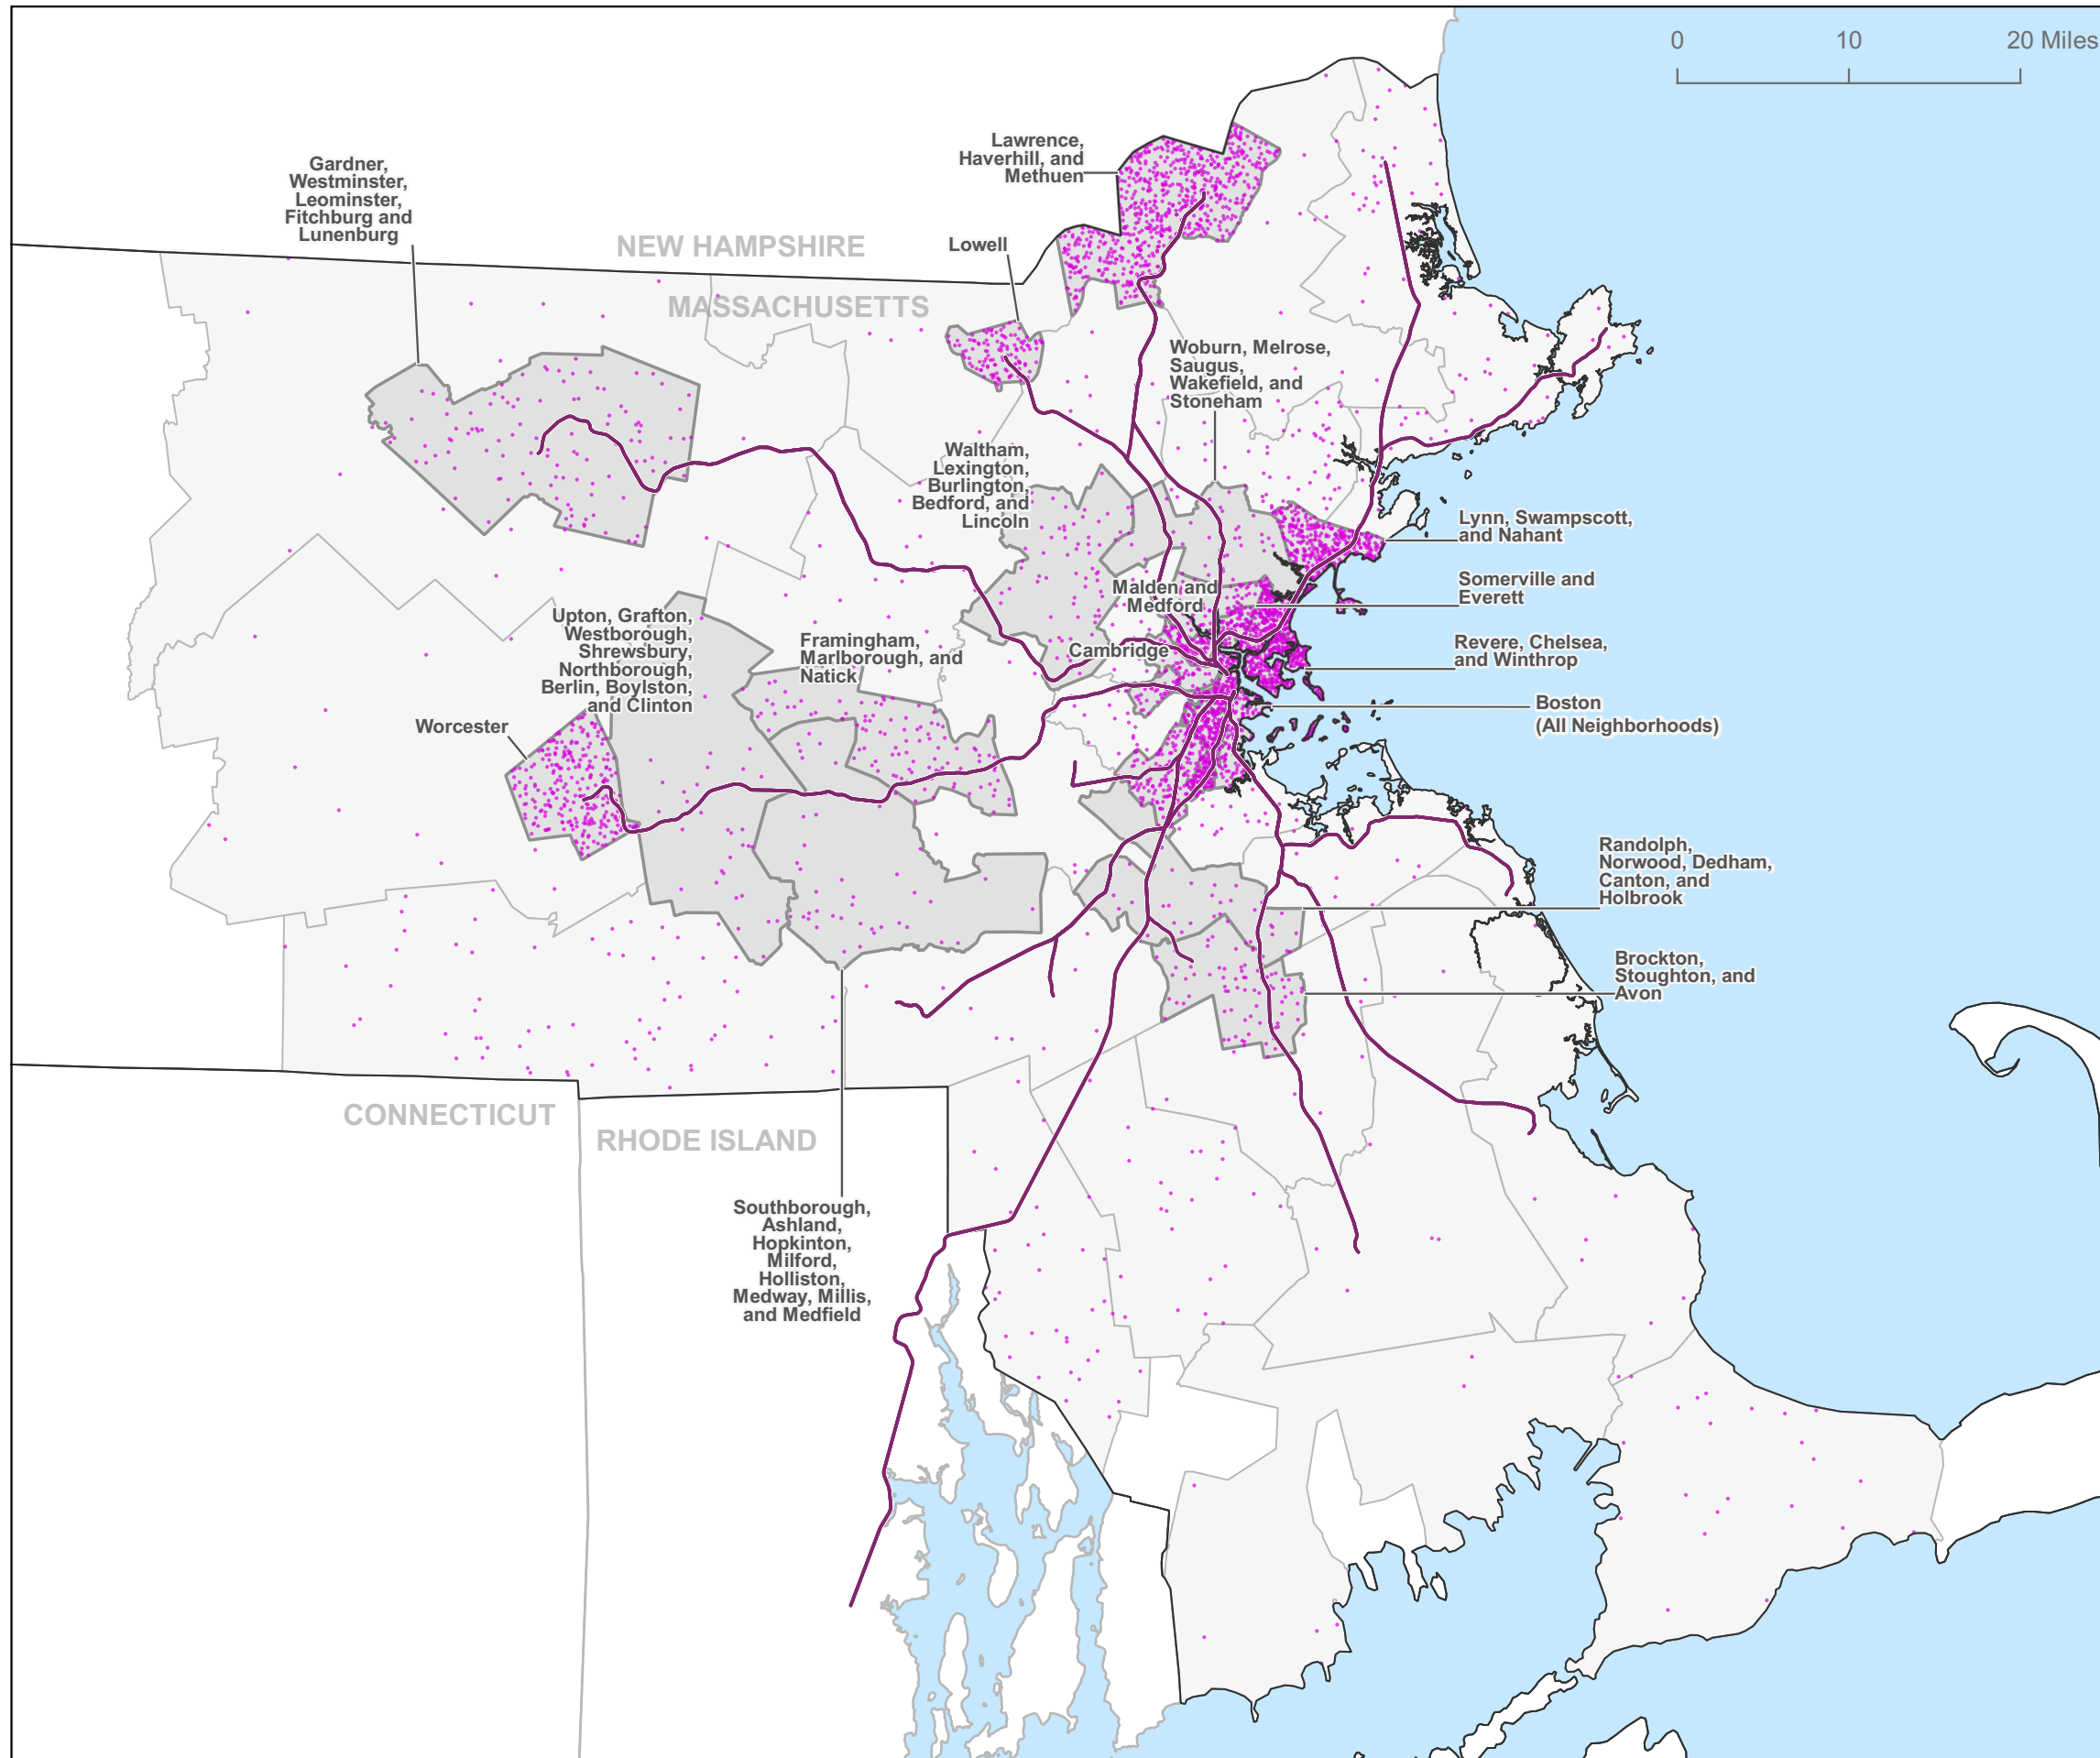 0 10 20 Miles
Lawrence,
Haverhill, and
Methuen
Gardner,
Westminster,
Leominster,
Fitchburg and
Lunenburg
NEW HAMPSHIRE
Lowell
MASSACHUSETTS
Woburn, Melrose,
Saugus,
Wakefield, and
Stoneham
Waltham,
Lexington,
Burlington,
Bedford, and
Lincoln
Lynn, Swampscott,
and Nahant
Malden and
Medford
Somerville and
Everett
Upton, Grafton,
Westborough,
Shrewsbury,
Northborough,
Berlin, Boylston,
and Clinton
Framingham,
Marlborough, and
Natick
Cambridge
Revere, Chelsea,
and Winthrop
Worcester
Boston
(All Neighborhoods)
Randolph,
Norwood, Dedham,
Canton, and
Holbrook
Brockton,
Stoughton, and
Avon
CONNECTICUT
RHODE ISLAND
Southborough,
Ashland,
Hopkinton,
Milford,
Holliston,
Medway, Millis,
and Medfield